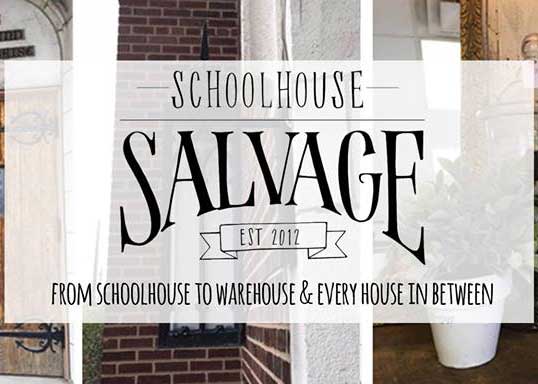 SCHOOLHOUSE
SALVAGE
EST 2012
FROM SCHOOLHOUSE TO WAREHOUSE & EVERY HOUSE IN BETWEEN